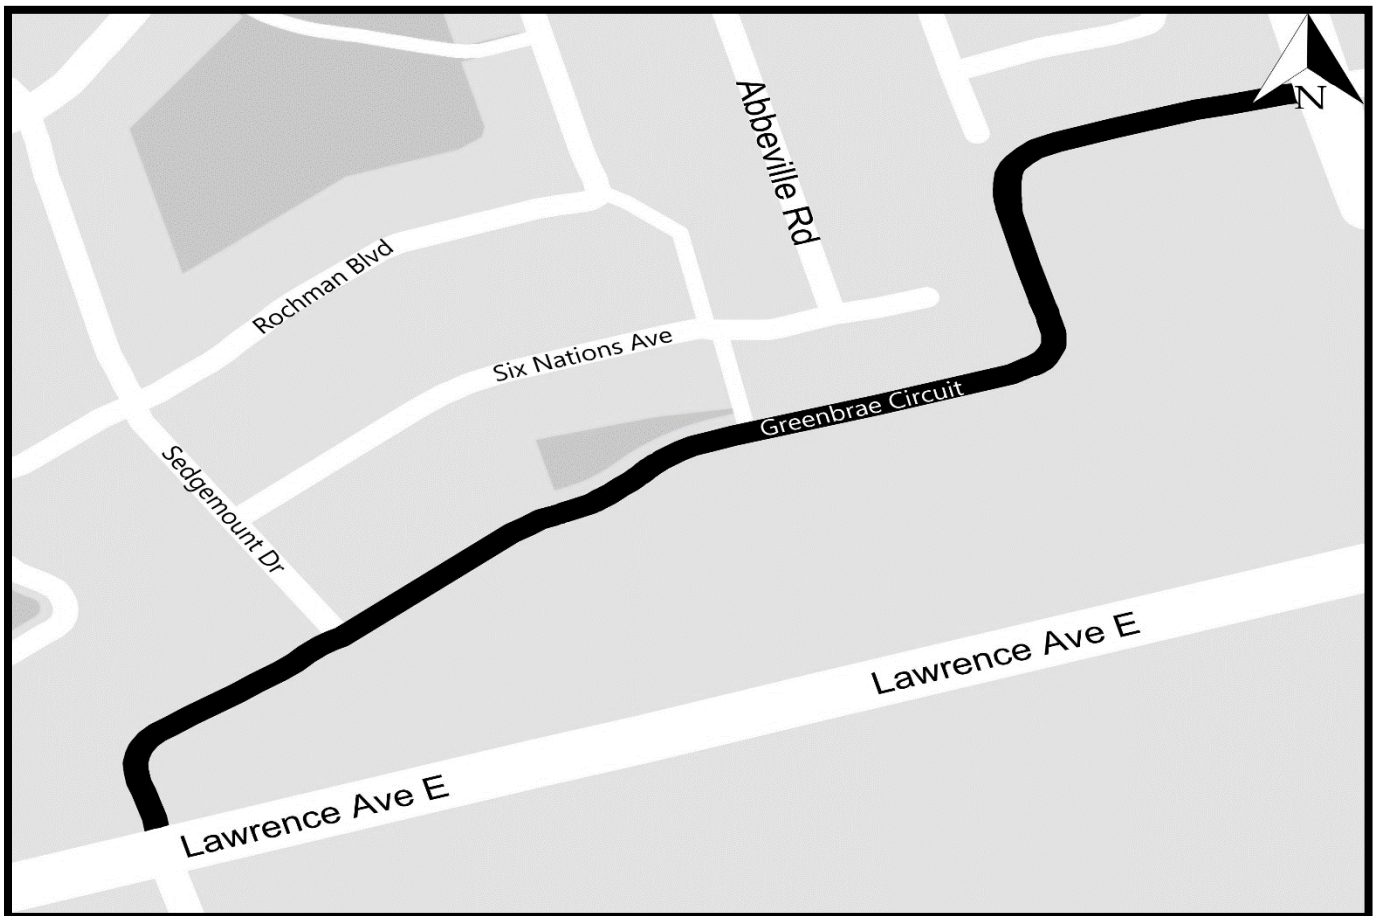 N
Abbeville Rd
Rochman Blvd
Six Nations Ave
Greenbrae Circuit
Sedgemount Dr
Lawrence Ave E
Lawrence Ave E